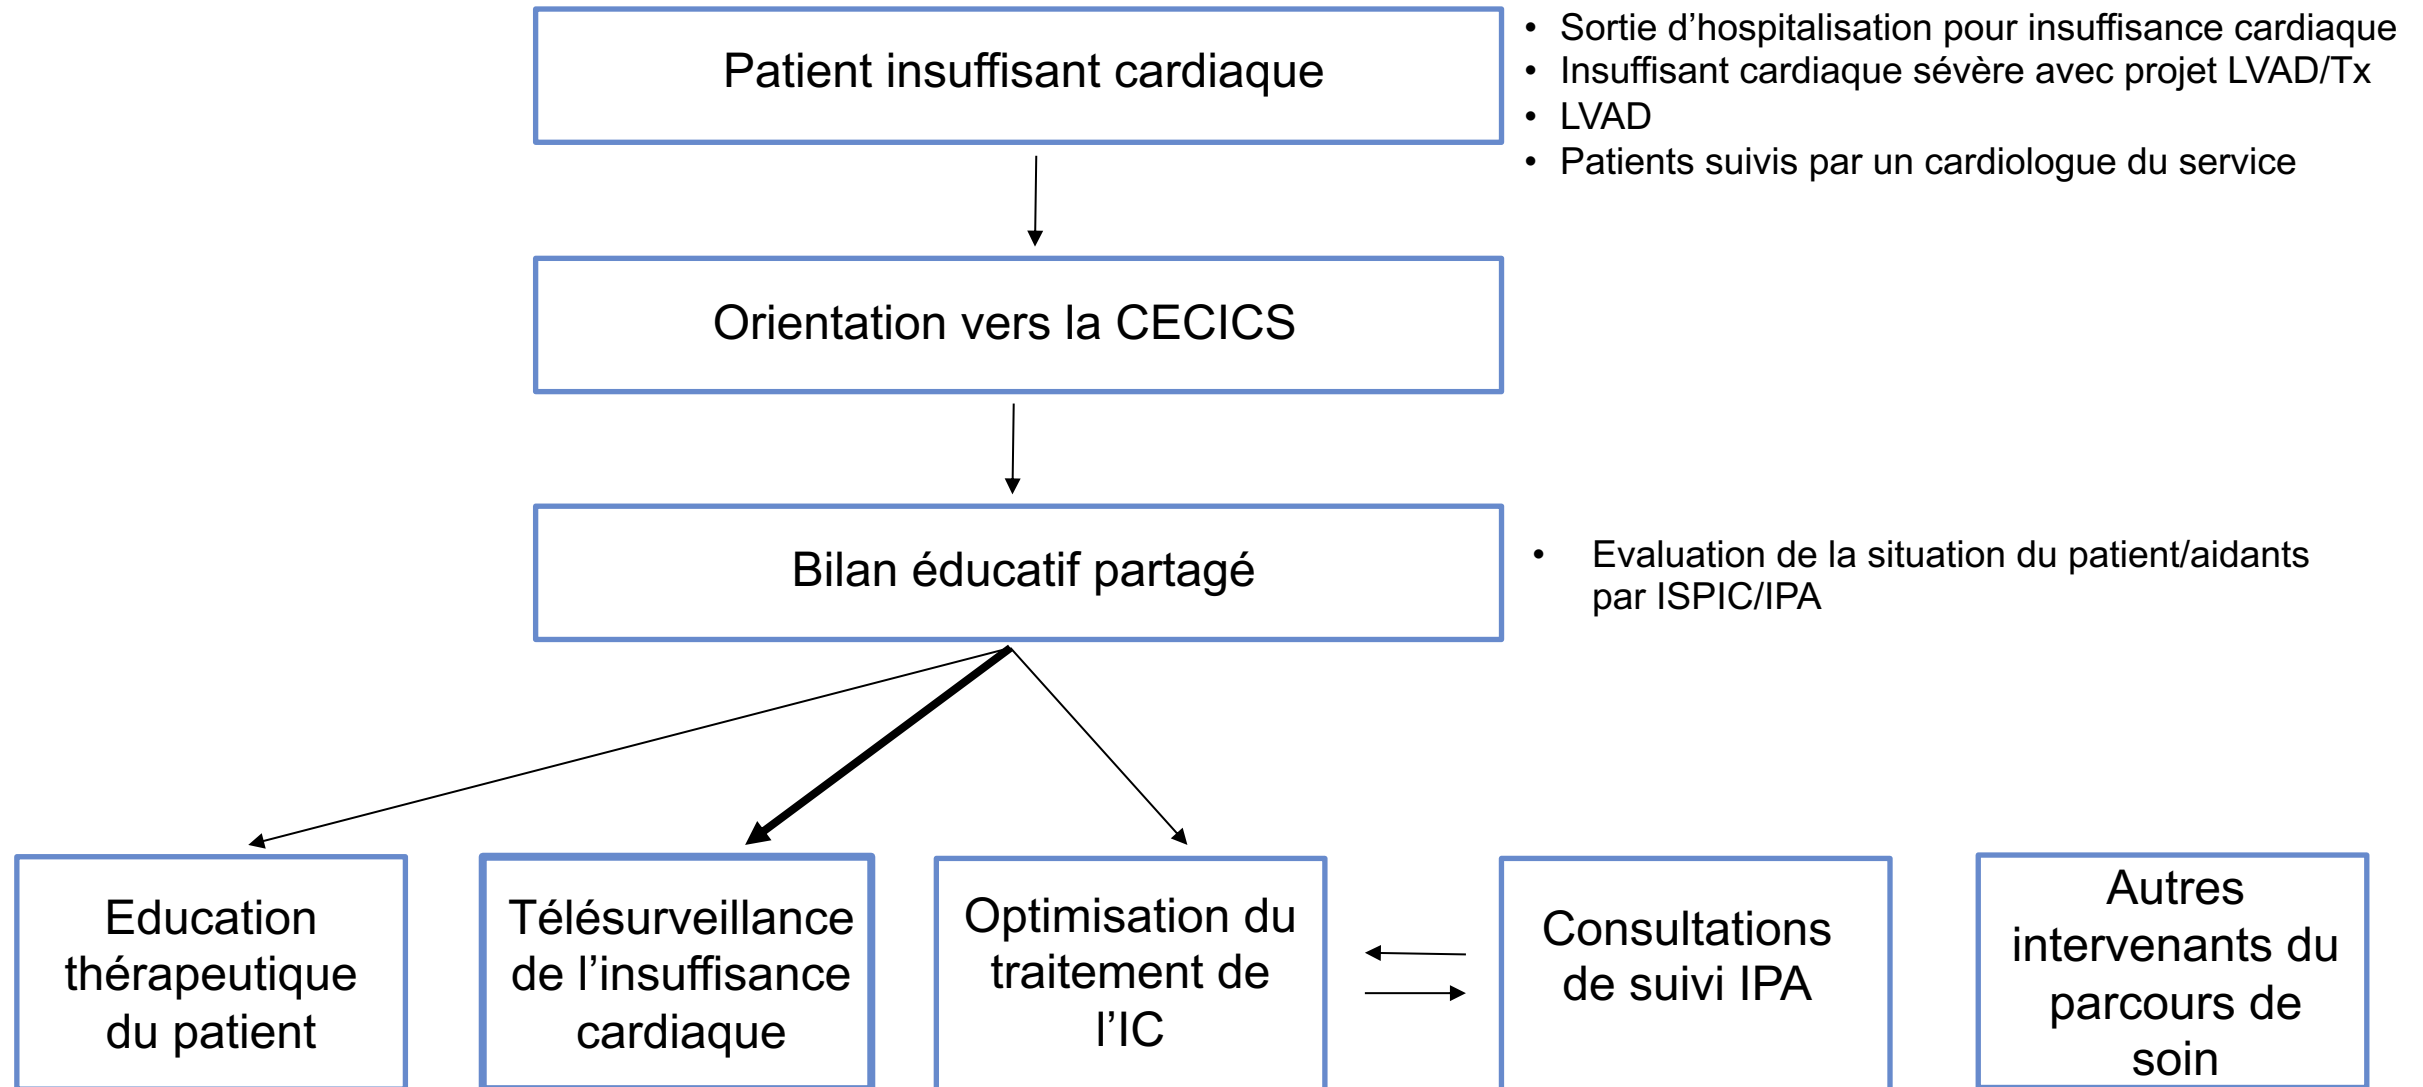 Patient insuffisant cardiaque
• Sortie d’hospitalisation pour insuffisance cardiaque
• Insuffisant cardiaque sévère avec projet LVAD/Tx
• LVAD
• Patients suivis par un cardiologue du service
Orientation vers la CECICS
Bilan éducatif partagé
• Evaluation de la situation du patient/aidants
par ISPIC/IPA
Education
thérapeutique
du patient
Télésurveillance
de l’insuffisance
cardiaque
Optimisation du
traitement de
l’IC
Consultations
de suivi IPA
Autres
intervenants du
parcours de
soin